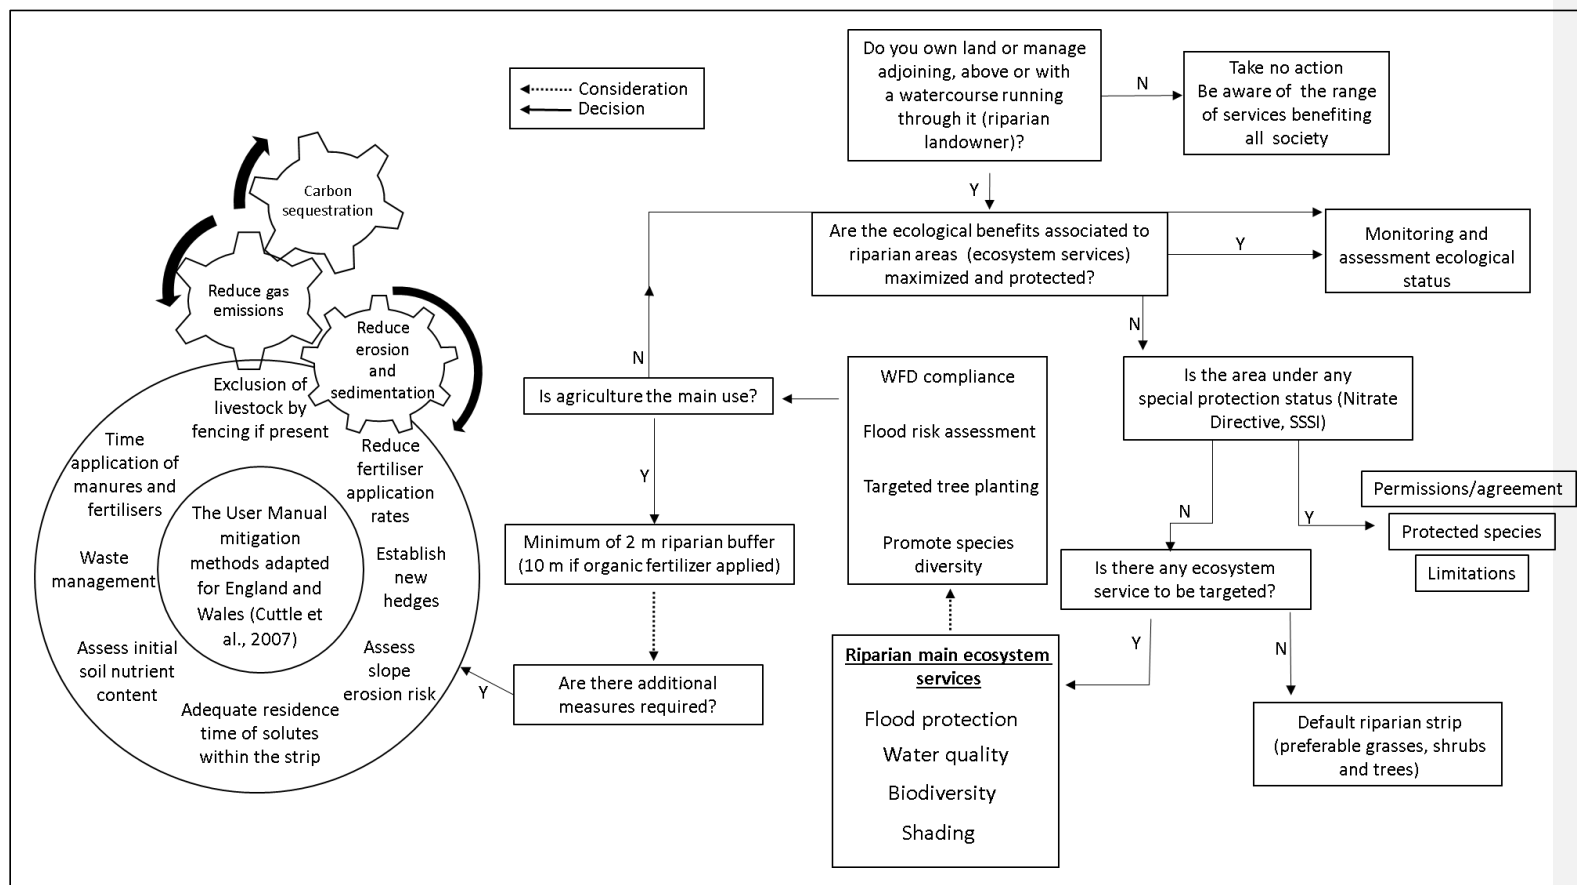 Do you own land or manage
adjoining, above or with
a watercourse running
through it (riparian
landowner)?
N
Take no action
Be aware of the range
of services benefiting
all society
Consideration
Decision
Y
Are the ecological benefits associated to
riparian areas (ecosystem services)
maximized and protected?
Y
Monitoring and
assessment ecological
status
N
Is the area under any
special protection status (Nitrate
Directive, SSSI)
Y
Permissions/agreement
Protected species
Limitations
N
Is there any ecosystem
service to be targeted?
N
Default riparian strip
(preferable grasses, shrubs
and trees)
Y
Riparian main ecosystem
services
Flood protection
Water quality
Biodiversity
Shading
WFD compliance
Flood risk assessment
Targeted tree planting
Promote species
diversity
Is agriculture the main use?
N
Y
Minimum of 2 m riparian buffer
(10 m if organic fertilizer applied)
Are there additional
measures required?
Y
Carbon
sequestration
Reduce gas
emissions
Reduce
erosion
and
sedimentation
Exclusion of
livestock by
fencing if present
Time
application of
manures and
fertilisers
Reduce
fertiliser
application
rates
Waste
management
Establish
new
hedges
Assess initial
soil nutrient
content
Assess
slope
erosion risk
Adequate residence
time of solutes
within the strip
The User Manual
mitigation
methods adapted
for England and
Wales (Cuttle et
al., 2007)